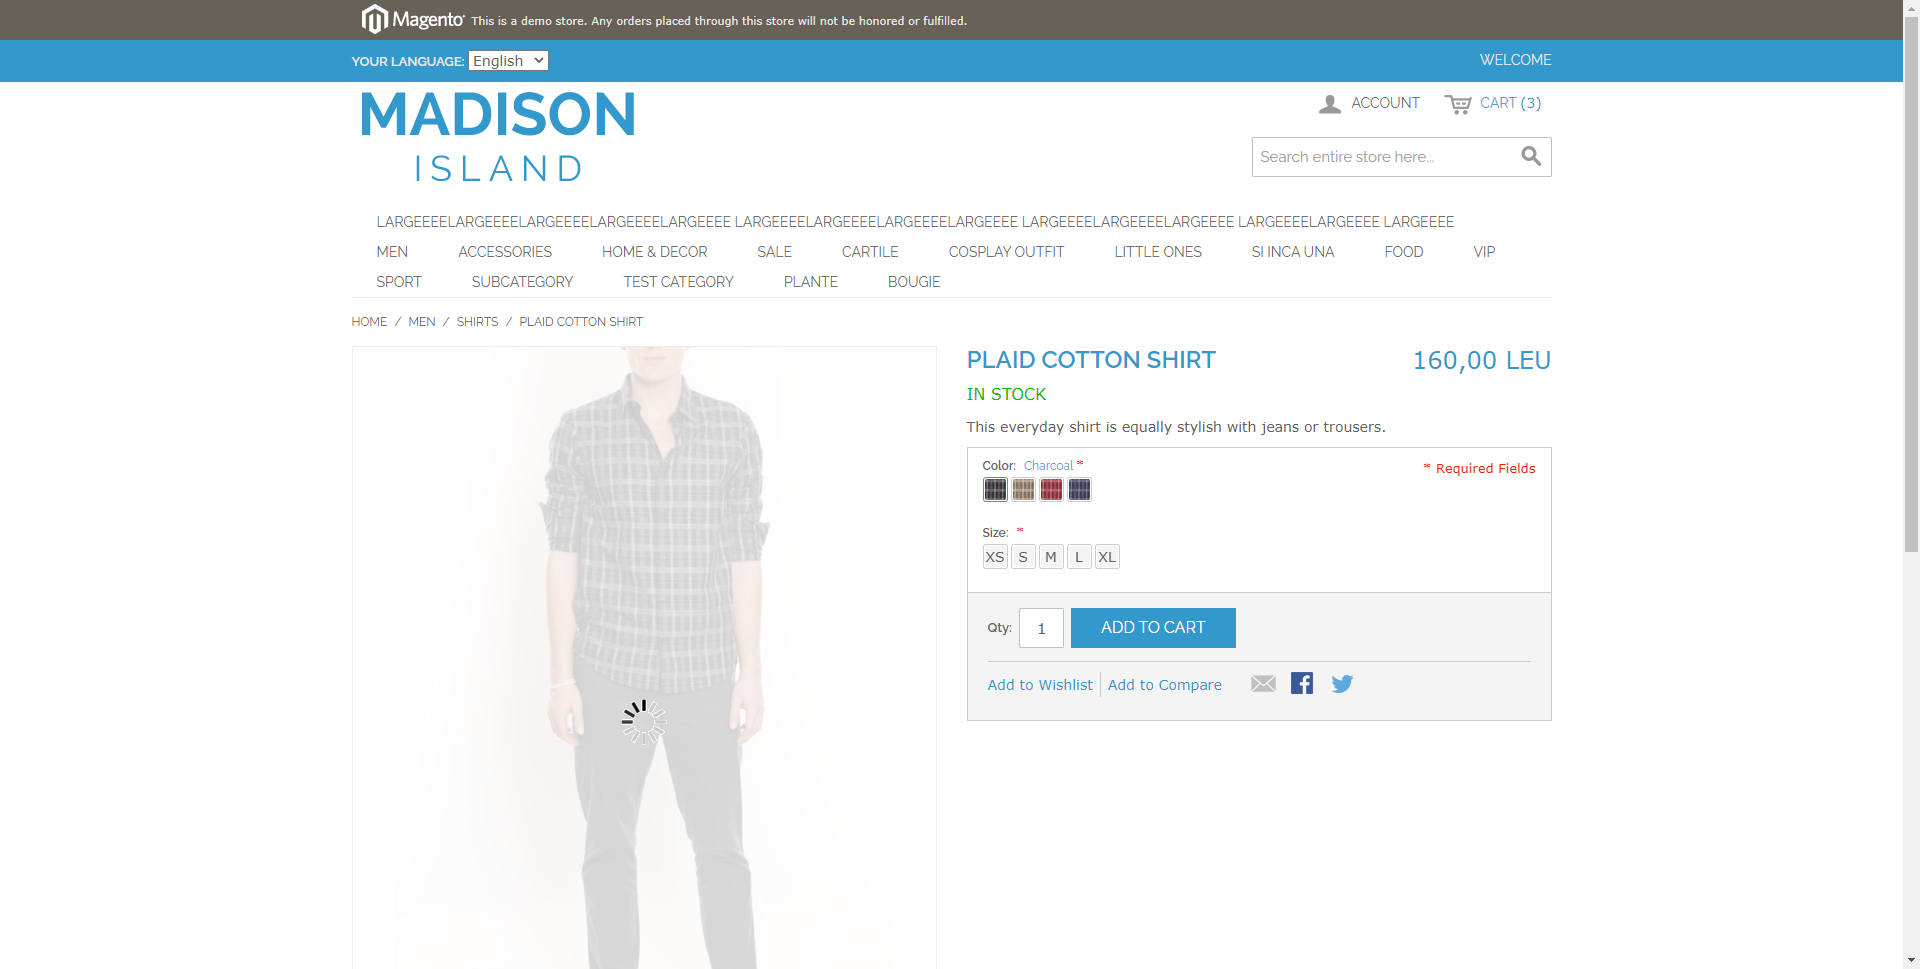 Magento This is a demo store. Any orders placed through this store will not be honored or fulfilled.
YOUR LANGUAGE: English
WELCOME
MADISON
ISLAND
ACCOUNT
CART (3)
Search entire store here...
LARGEEEELARGEEEELARGEEEELARGEEEELARGEEEE LARGEEEELARGEEEELARGEEEELARGEEEE LARGEEEELARGEEEELARGEEEE LARGEEEELARGEEEE LARGEEEE
MEN ACCESSORIES HOME & DECOR SALE CARTILE COSPLAY OUTFIT LITTLE ONES SI INCA UNA FOOD VIP
SPORT SUBCATEGORY TEST CATEGORY PLANTE BOUGIE
HOME / MEN / SHIRTS / PLAID COTTON SHIRT
PLAID COTTON SHIRT
160,00 LEU
IN STOCK
This everyday shirt is equally stylish with jeans or trousers.
Color: Charcoal *
* Required Fields
Size: *
XS S M L XL
Qty: 1 ADD TO CART
Add to Wishlist Add to Compare